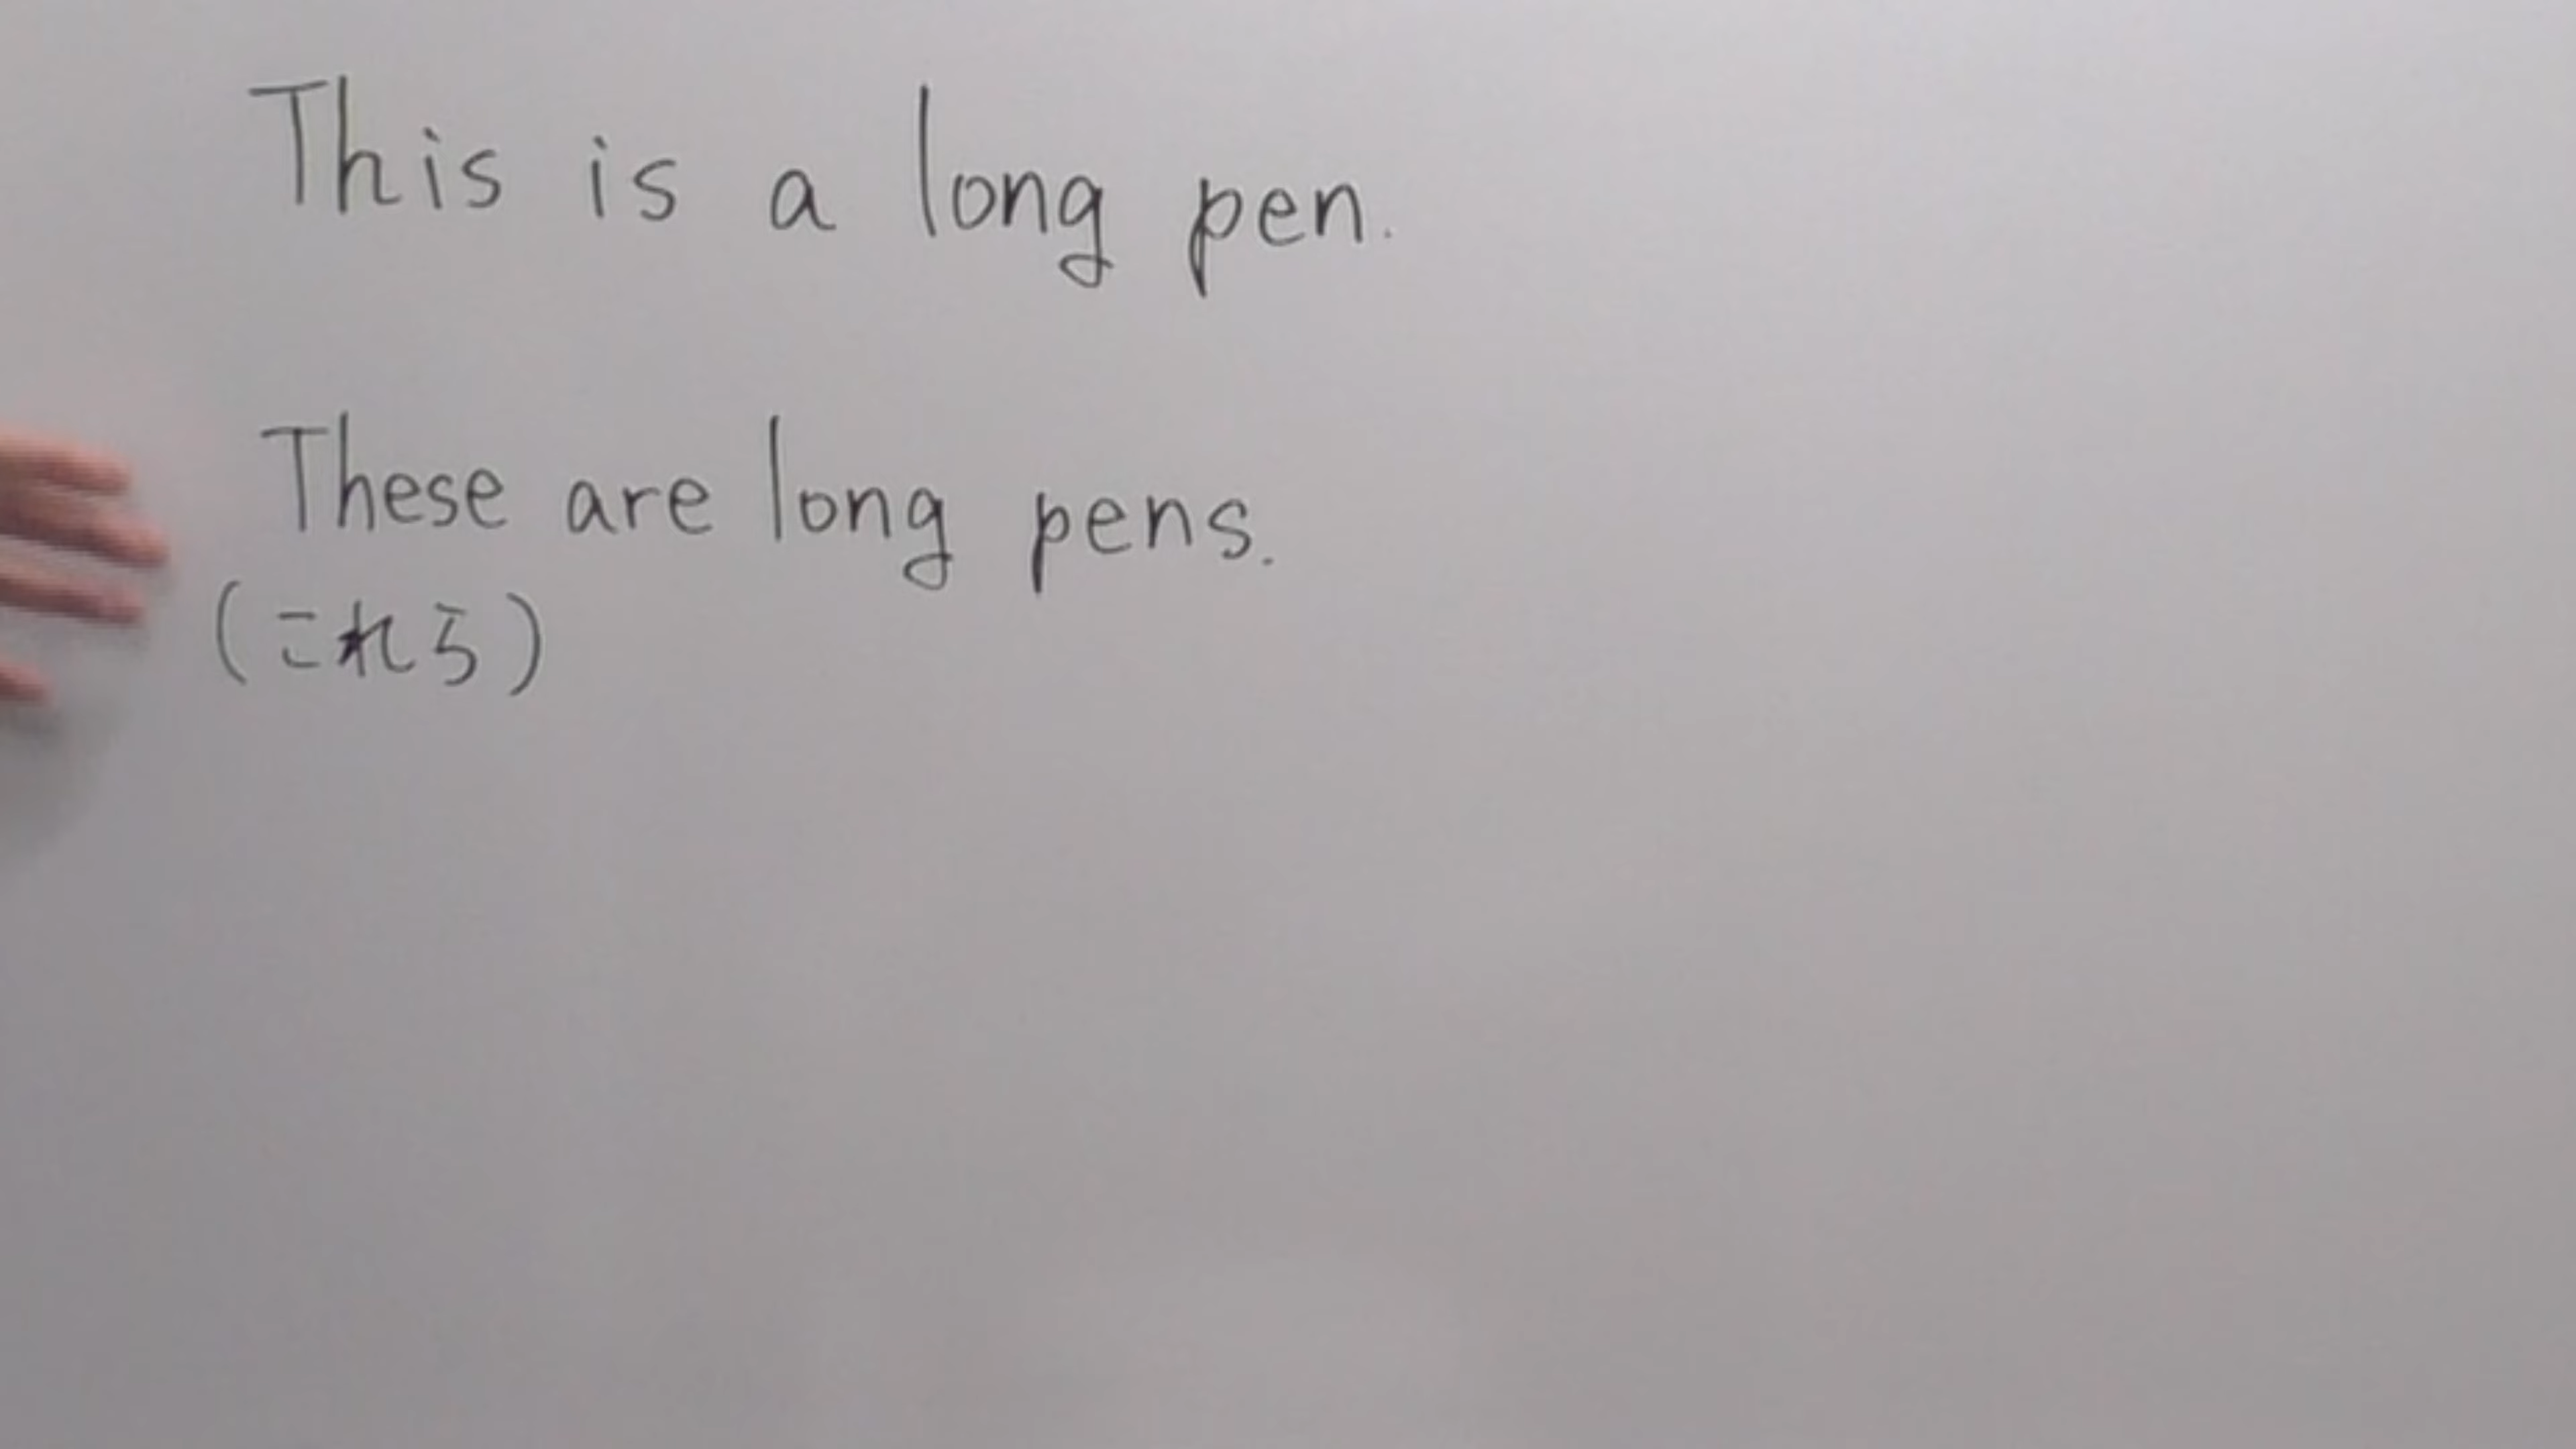 This is a long pen.
These are long pens.
(これら)